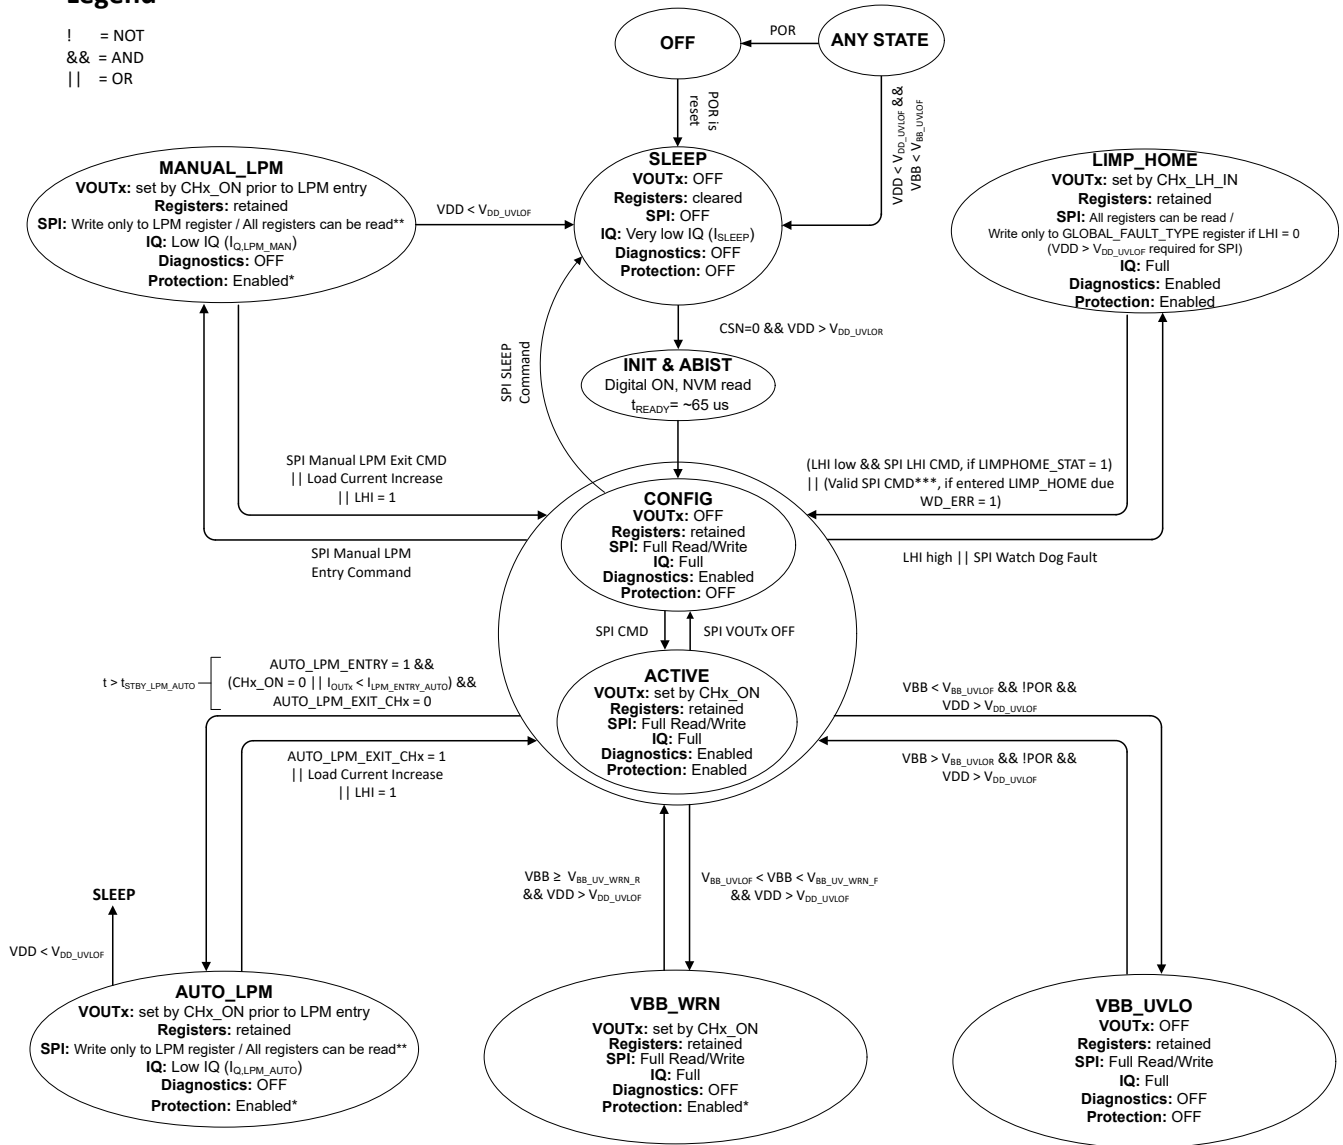 Legend
! = NOT
&& = AND
|| = OR
OFF
POR
ANY STATE
POR is
reset
VDD < VDD_UVLOF &&
VBB < VBB_UVLOF
SLEEP
VOUTx: OFF
Registers: cleared
SPI: OFF
IQ: Very low IQ (ISLEEP)
Diagnostics: OFF
Protection: OFF
MANUAL_LPM
VOUTx: set by CHx_ON prior to LPM entry
Registers: retained
SPI: Write only to LPM register / All registers can be read**
IQ: Low IQ (IQ,LPM_MAN)
Diagnostics: OFF
Protection: Enabled*
VDD < VDD_UVLOF
LIMP_HOME
VOUTx: set by CHx_LH_IN
Registers: retained
SPI: All registers can be read /
Write only to GLOBAL_FAULT_TYPE register if LHI = 0
(VDD > VDD_UVLOF required for SPI)
IQ: Full
Diagnostics: Enabled
Protection: Enabled
CSN=0 && VDD > VDD_UVLOR
SPI SLEEP
Command
INIT & ABIST
Digital ON, NVM read
tREADY= ~65 us
SPI Manual LPM Exit CMD
|| Load Current Increase
|| LHI = 1
SPI Manual LPM
Entry Command
(LHI low && SPI LHI CMD, if LIMPHOME_STAT = 1)
|| (Valid SPI CMD***, if entered LIMP_HOME due
WD_ERR = 1)
LHI high || SPI Watch Dog Fault
CONFIG
VOUTx: OFF
Registers: retained
SPI: Full Read/Write
IQ: Full
Diagnostics: Enabled
Protection: OFF
SPI CMD
SPI VOUTx OFF
ACTIVE
VOUTx: set by CHx_ON
Registers: retained
SPI: Full Read/Write
IQ: Full
Diagnostics: Enabled
Protection: Enabled
t > tSTBY_LPM_AUTO
AUTO_LPM_ENTRY = 1 &&
(CHx_ON = 0 || IOUTx < ILPM_ENTRY_AUTO) &&
AUTO_LPM_EXIT_CHx = 0
AUTO_LPM_EXIT_CHx = 1
|| Load Current Increase
|| LHI = 1
VBB < VBB_UVLOF && !POR &&
VDD > VDD_UVLOF
VBB > VBB_UVLOR && !POR &&
VDD > VDD_UVLOF
VBB ≥ VBB_UV_WRN_R
&& VDD > VDD_UVLOF
VBB_UVLOF < VBB < VBB_UV_WRN_F
&& VDD > VDD_UVLOF
SLEEP
VDD < VDD_UVLOF
AUTO_LPM
VOUTx: set by CHx_ON prior to LPM entry
Registers: retained
SPI: Write only to LPM register / All registers can be read**
IQ: Low IQ (IQ,LPM_AUTO)
Diagnostics: OFF
Protection: Enabled*
VBB_WRN
VOUTx: set by CHx_ON
Registers: retained
SPI: Full Read/Write
IQ: Full
Diagnostics: OFF
Protection: Enabled*
VBB_UVLO
VOUTx: OFF
Registers: retained
SPI: Full Read/Write
IQ: Full
Diagnostics: OFF
Protection: OFF